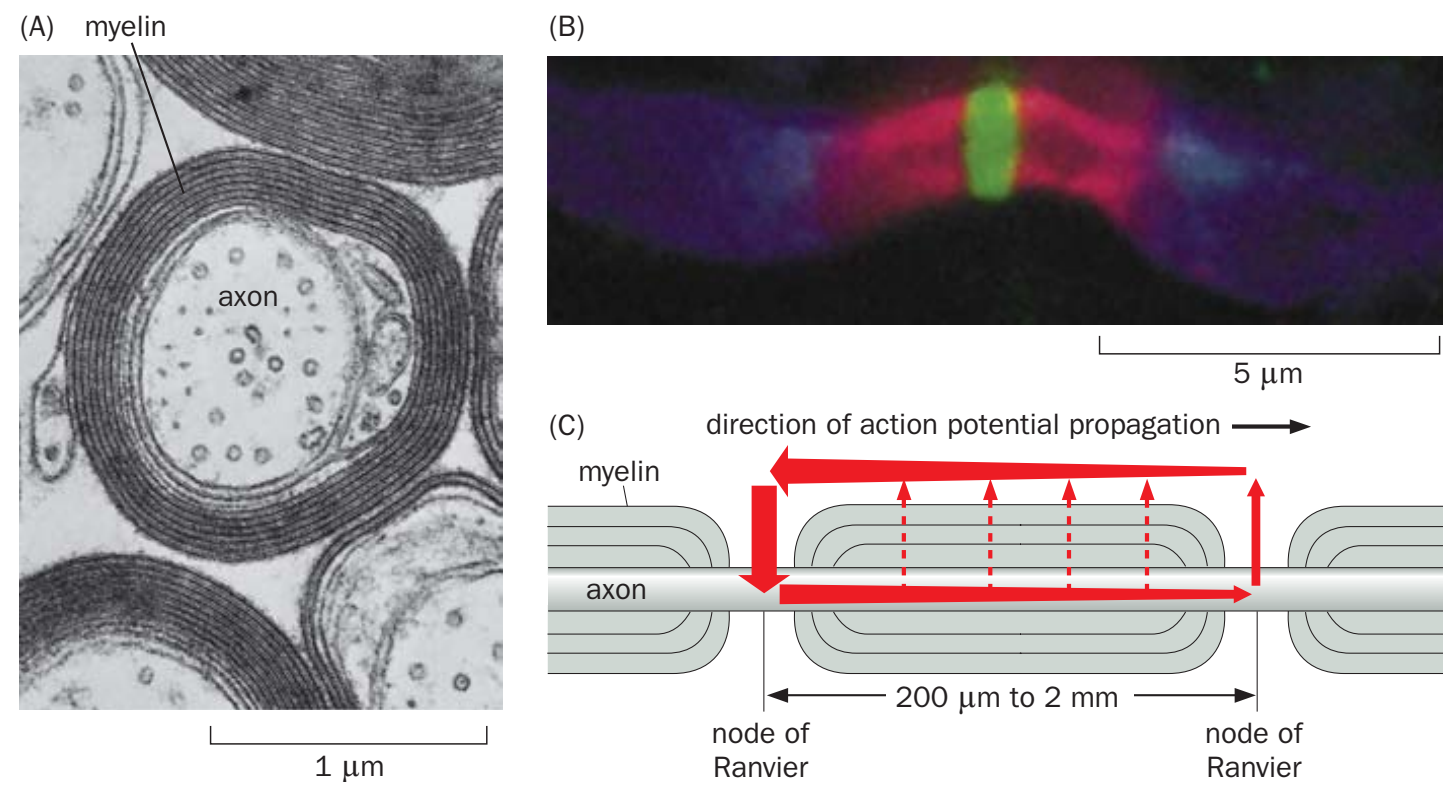 (A)
myelin
axon
1 μm
(B)
5 μm
(C)
direction of action potential propagation
myelin
axon
200 μm to 2 mm
node of
Ranvier
node of
Ranvier